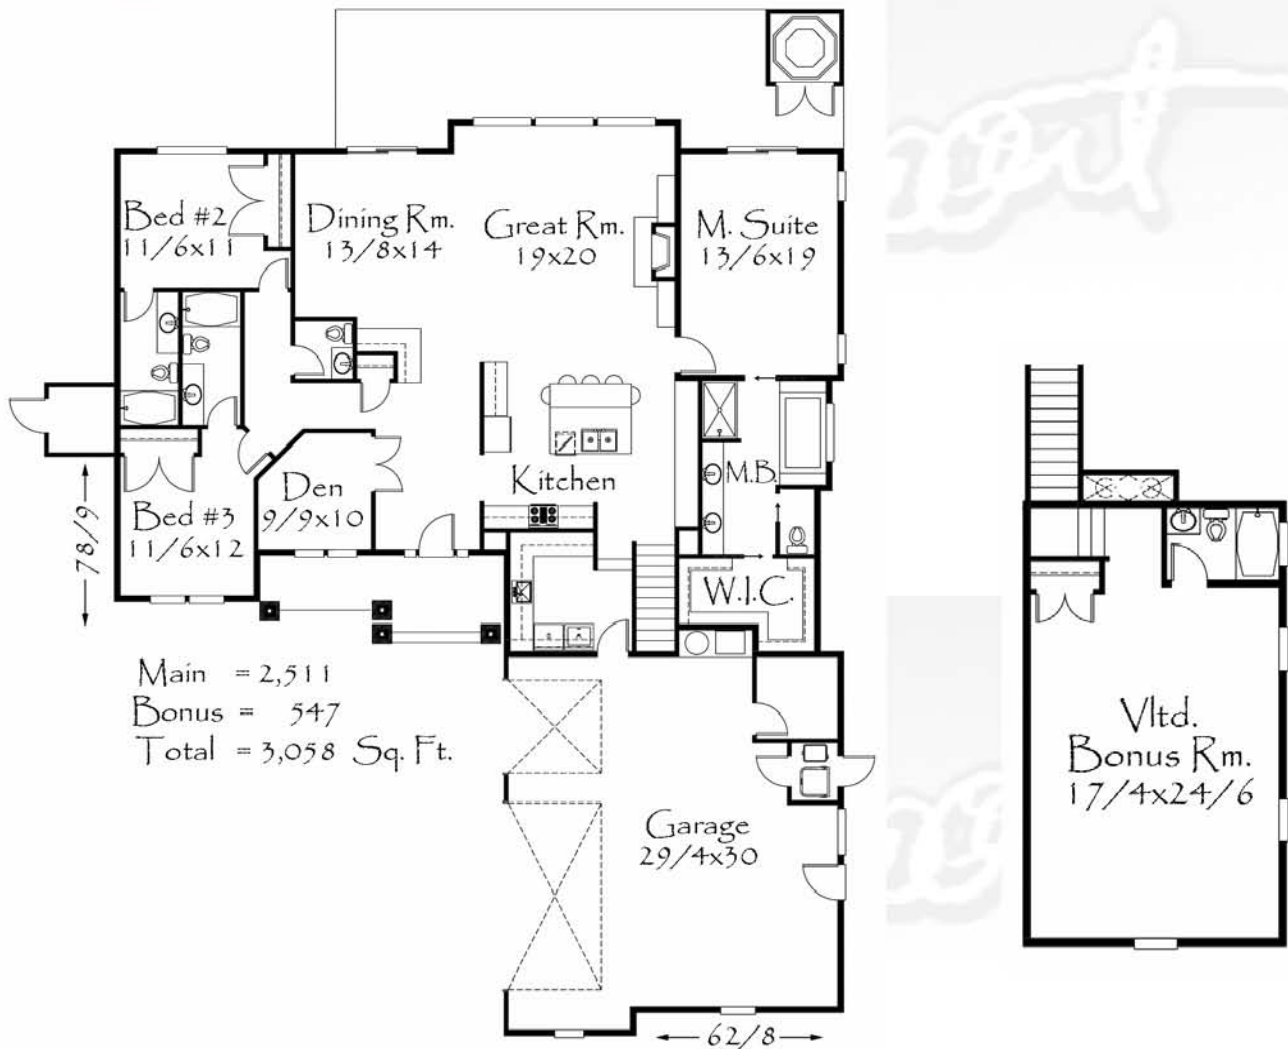 Bed #2
11/6x11
Dining Rm.
13/8x14
Great Rm.
19x20
M. Suite
13/6x19
Kitchen
M.B.
Den
9/9x10
Bed #3
11/6x12
78/9
W.I.C.
Main = 2,511
Bonus = 547
Total = 3,058 Sq. Ft.
Garage
29/4x30
62/8
Vltd.
Bonus Rm.
17/4x24/6